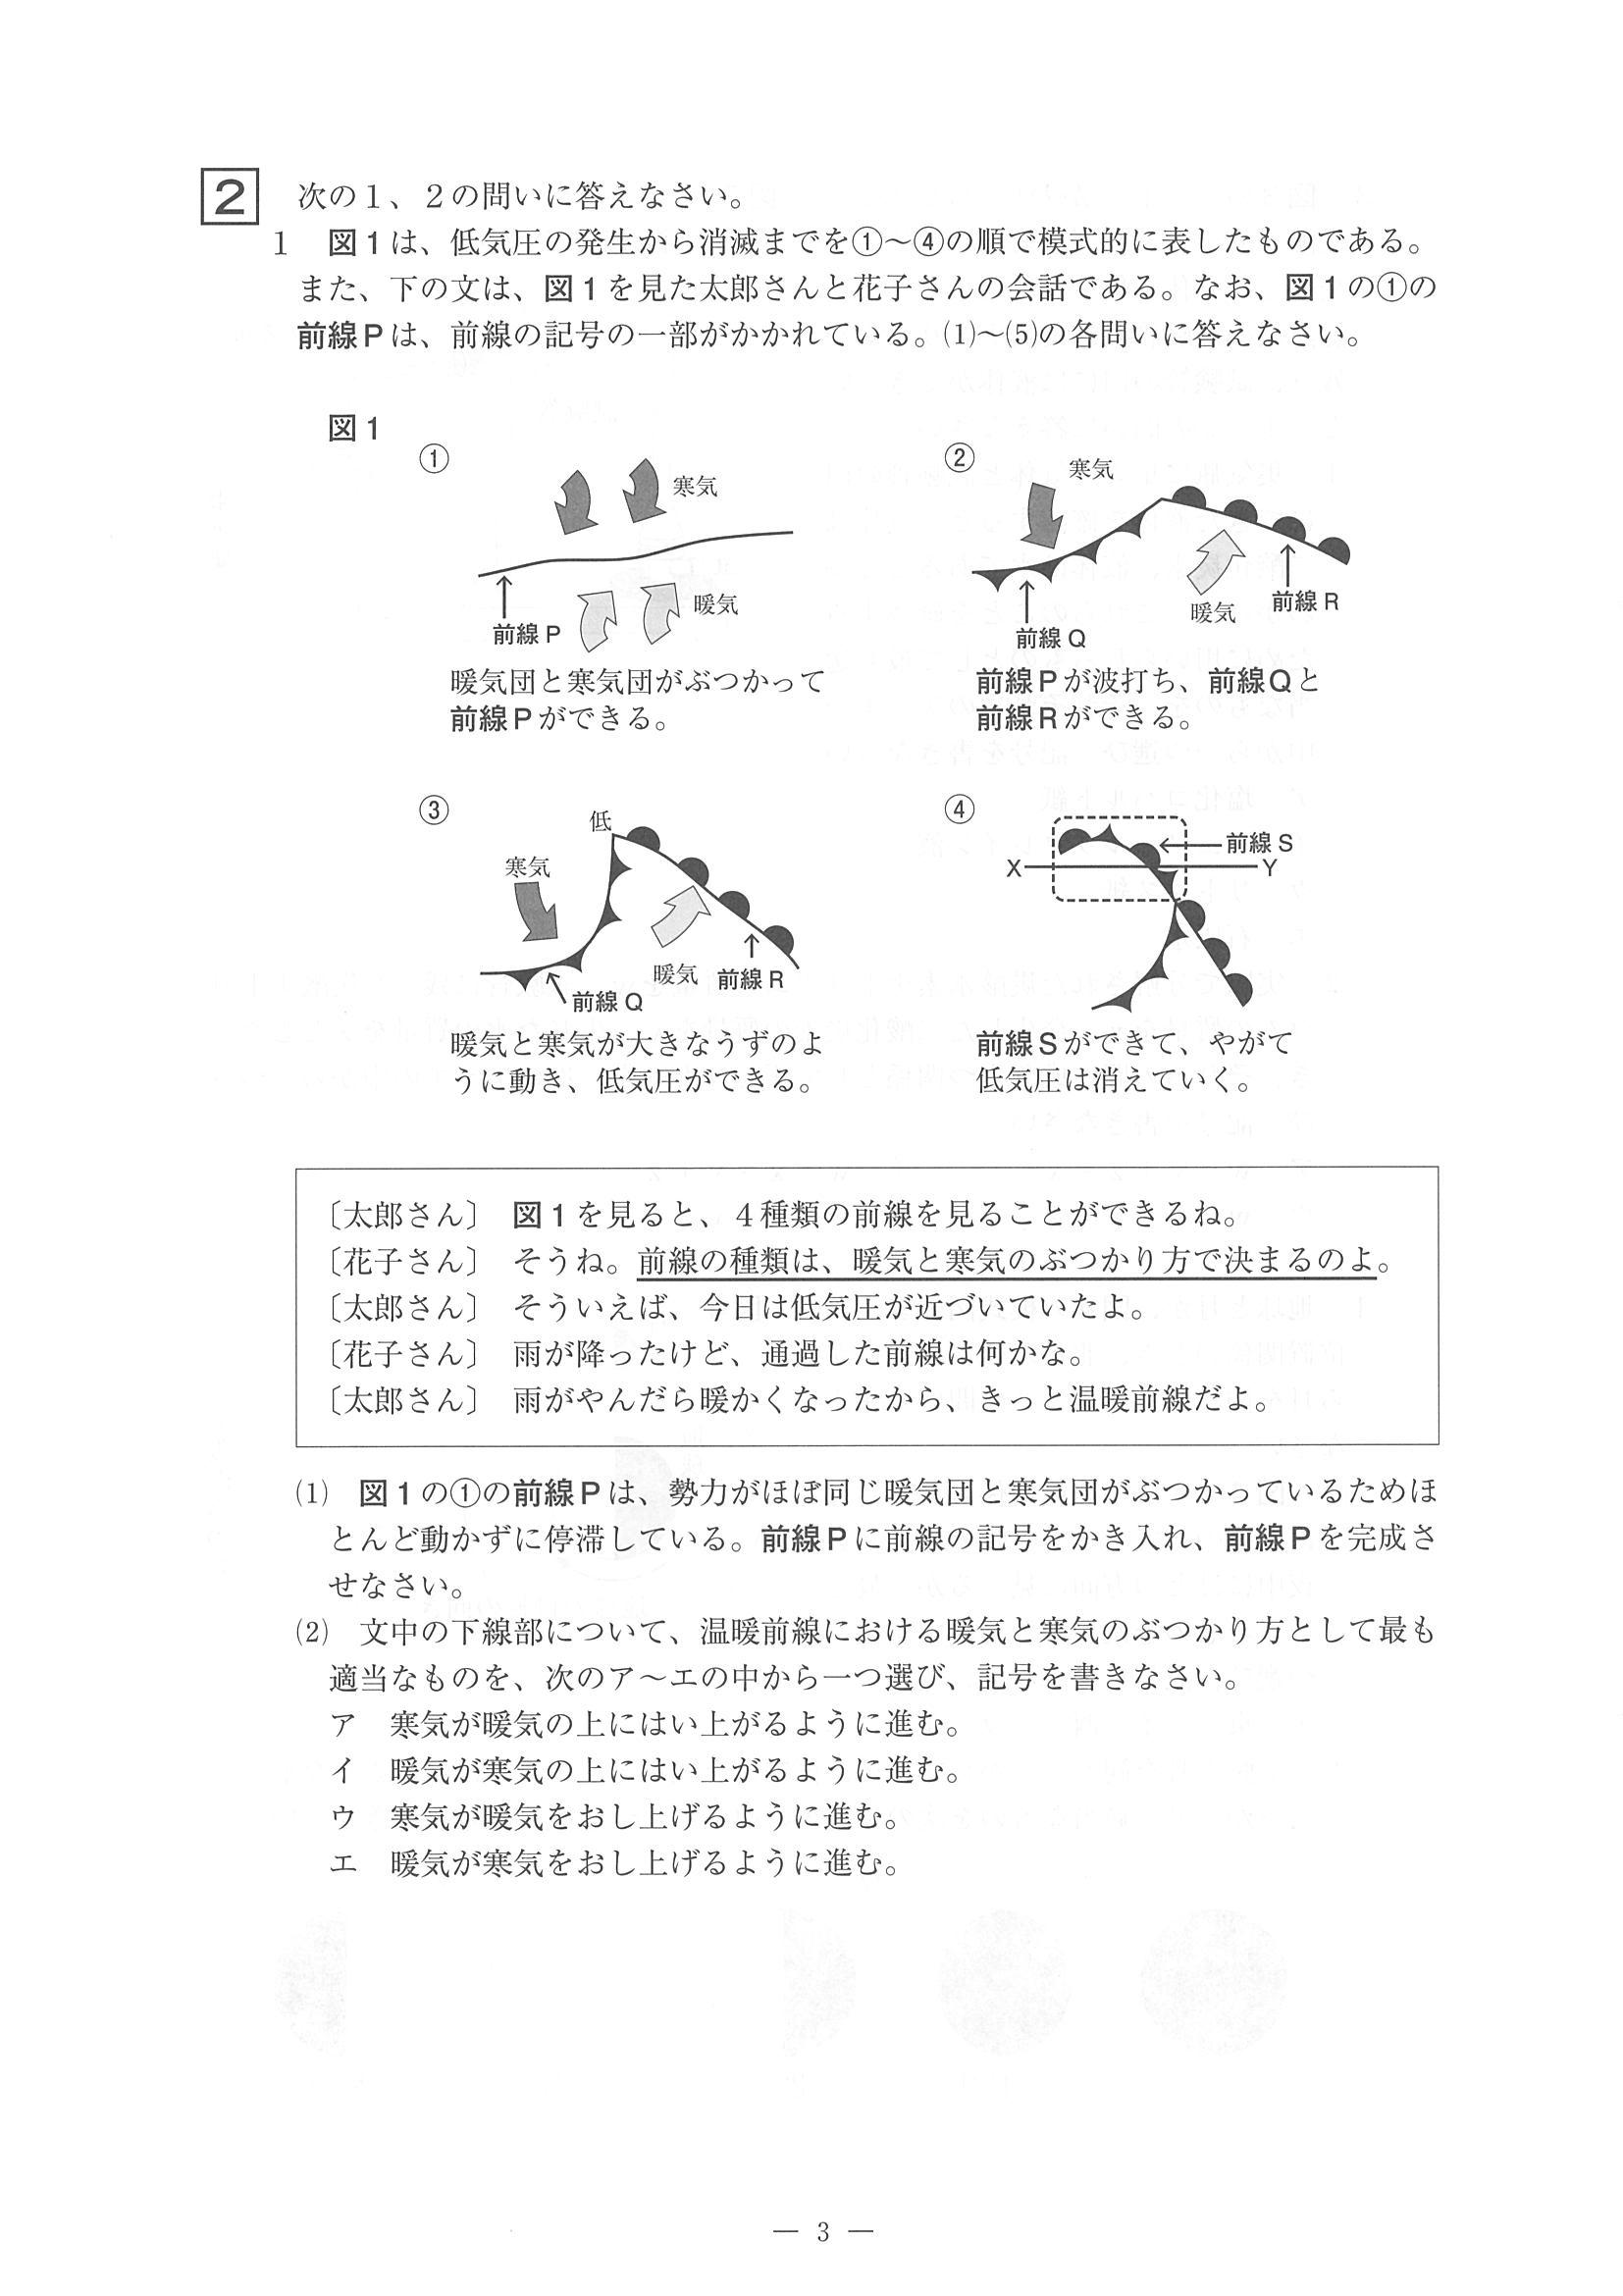 2 次の1、2の問いに答えなさい。
1 図1は、低気圧の発生から消滅までを①〜④の順で模式的に表したものである。
また、下の文は、図1を見た太郎さんと花子さんの会話である。なお、図1の①の
前線Pは、前線の記号の一部がかかれている。⑴〜⑸の各問いに答えなさい。
図1
①
寒気
暖気
前線P
暖気団と寒気団がぶつかって
前線Pができる。
②
寒気
暖気
前線R
前線Q
前線Pが波打ち、前線Qと
前線Rができる。
③
低
寒気
暖気
前線R
前線Q
暖気と寒気が大きなうずのよ
うに動き、低気圧ができる。
④
前線S
X
Y
前線Sができて、やがて
低気圧は消えていく。
〔太郎さん〕 図1を見ると、4種類の前線を見ることができるね。
〔花子さん〕 そうね。前線の種類は、暖気と寒気のぶつかり方で決まるのよ。
〔太郎さん〕 そういえば、今日は低気圧が近づいていたよ。
〔花子さん〕 雨が降ったけど、通過した前線は何かな。
〔太郎さん〕 雨がやんだら暖かくなったから、きっと温暖前線だよ。
⑴ 図1の①の前線Pは、勢力がほぼ同じ暖気団と寒気団がぶつかっているためほ
とんど動かずに停滞している。前線Pに前線の記号をかき入れ、前線Pを完成さ
せなさい。
⑵ 文中の下線部について、温暖前線における暖気と寒気のぶつかり方として最も
適当なものを、次のア〜エの中から一つ選び、記号を書きなさい。
ア 寒気が暖気の上にはい上がるように進む。
イ 暖気が寒気の上にはい上がるように進む。
ウ 寒気が暖気をおし上げるように進む。
エ 暖気が寒気をおし上げるように進む。
― 3 ―